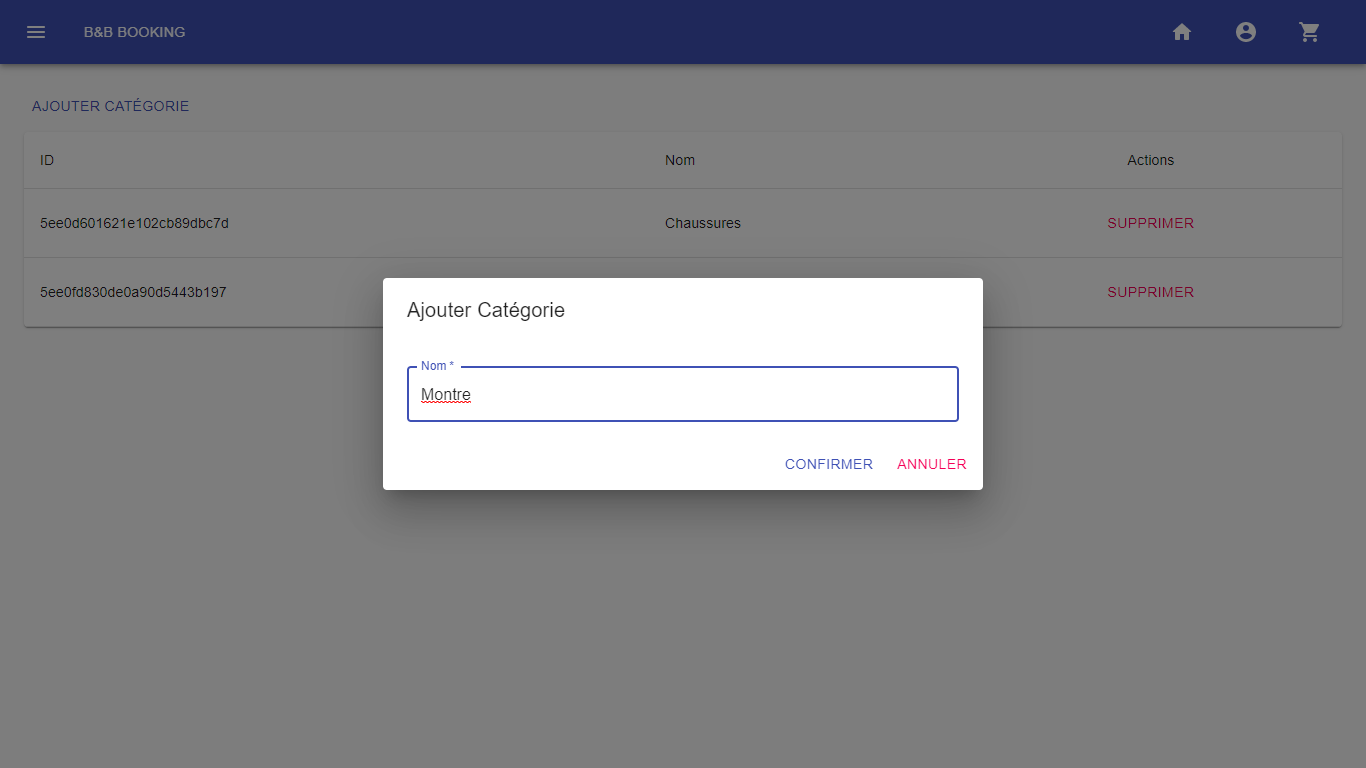 B&B BOOKING
AJOUTER CATÉGORIE
ID Nom Actions
5ee0d601621e102cb89dbc7d Chaussures SUPPRIMER
5ee0fd830de0a90d5443b197 SUPPRIMER
Ajouter Catégorie
Nom *
Montre
CONFIRMER ANNULER